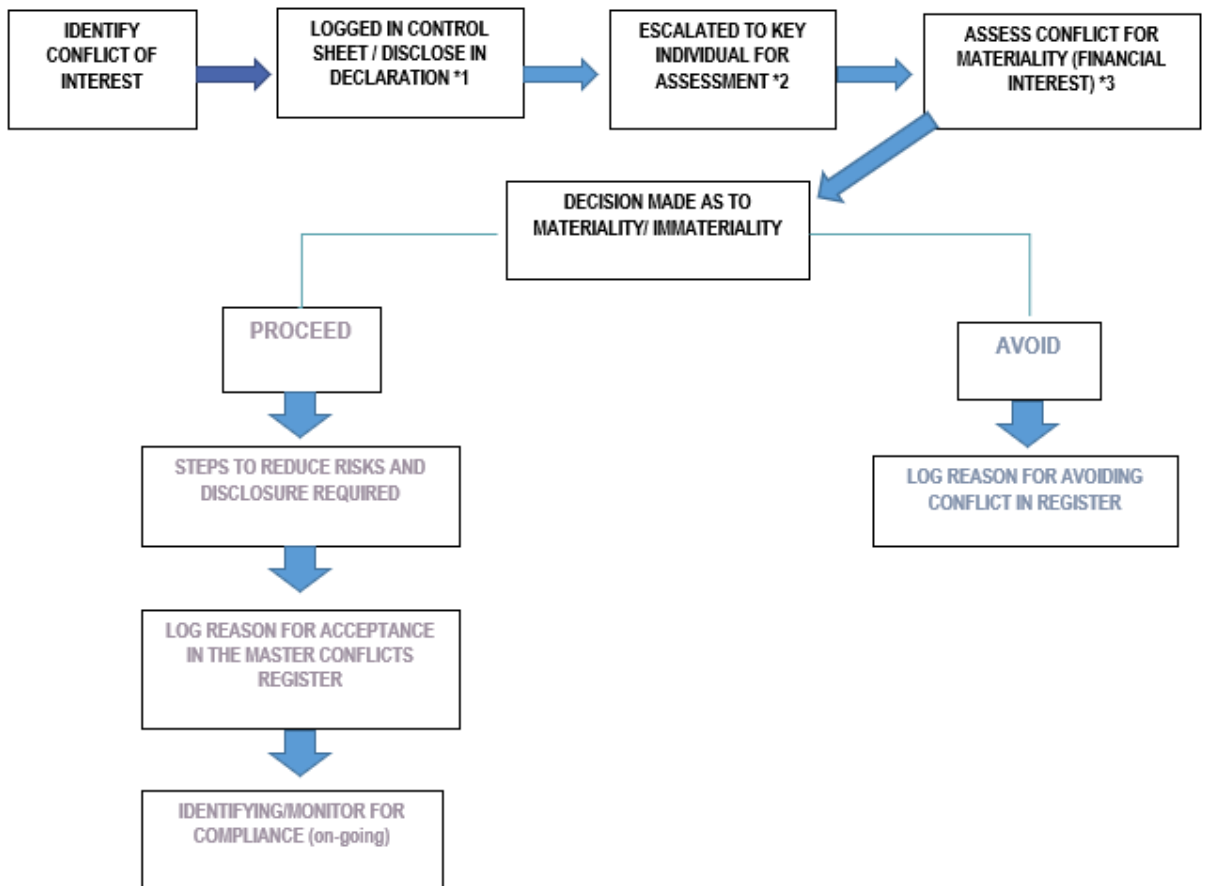 IDENTIFY
CONFLICT OF
INTEREST
LOGGED IN CONTROL
SHEET / DISCLOSE IN
DECLARATION *1
ESCALATED TO KEY
INDIVIDUAL FOR
ASSESSMENT *2
ASSESS CONFLICT FOR
MATERIALITY (FINANCIAL
INTEREST) *3
DECISION MADE AS TO
MATERIALITY/ IMMATERIALITY
PROCEED
AVOID
STEPS TO REDUCE RISKS AND
DISCLOSURE REQUIRED
LOG REASON FOR AVOIDING
CONFLICT IN REGISTER
LOG REASON FOR ACCEPTANCE
IN THE MASTER CONFLICTS
REGISTER
IDENTIFYING/MONITOR FOR
COMPLIANCE (on-going)